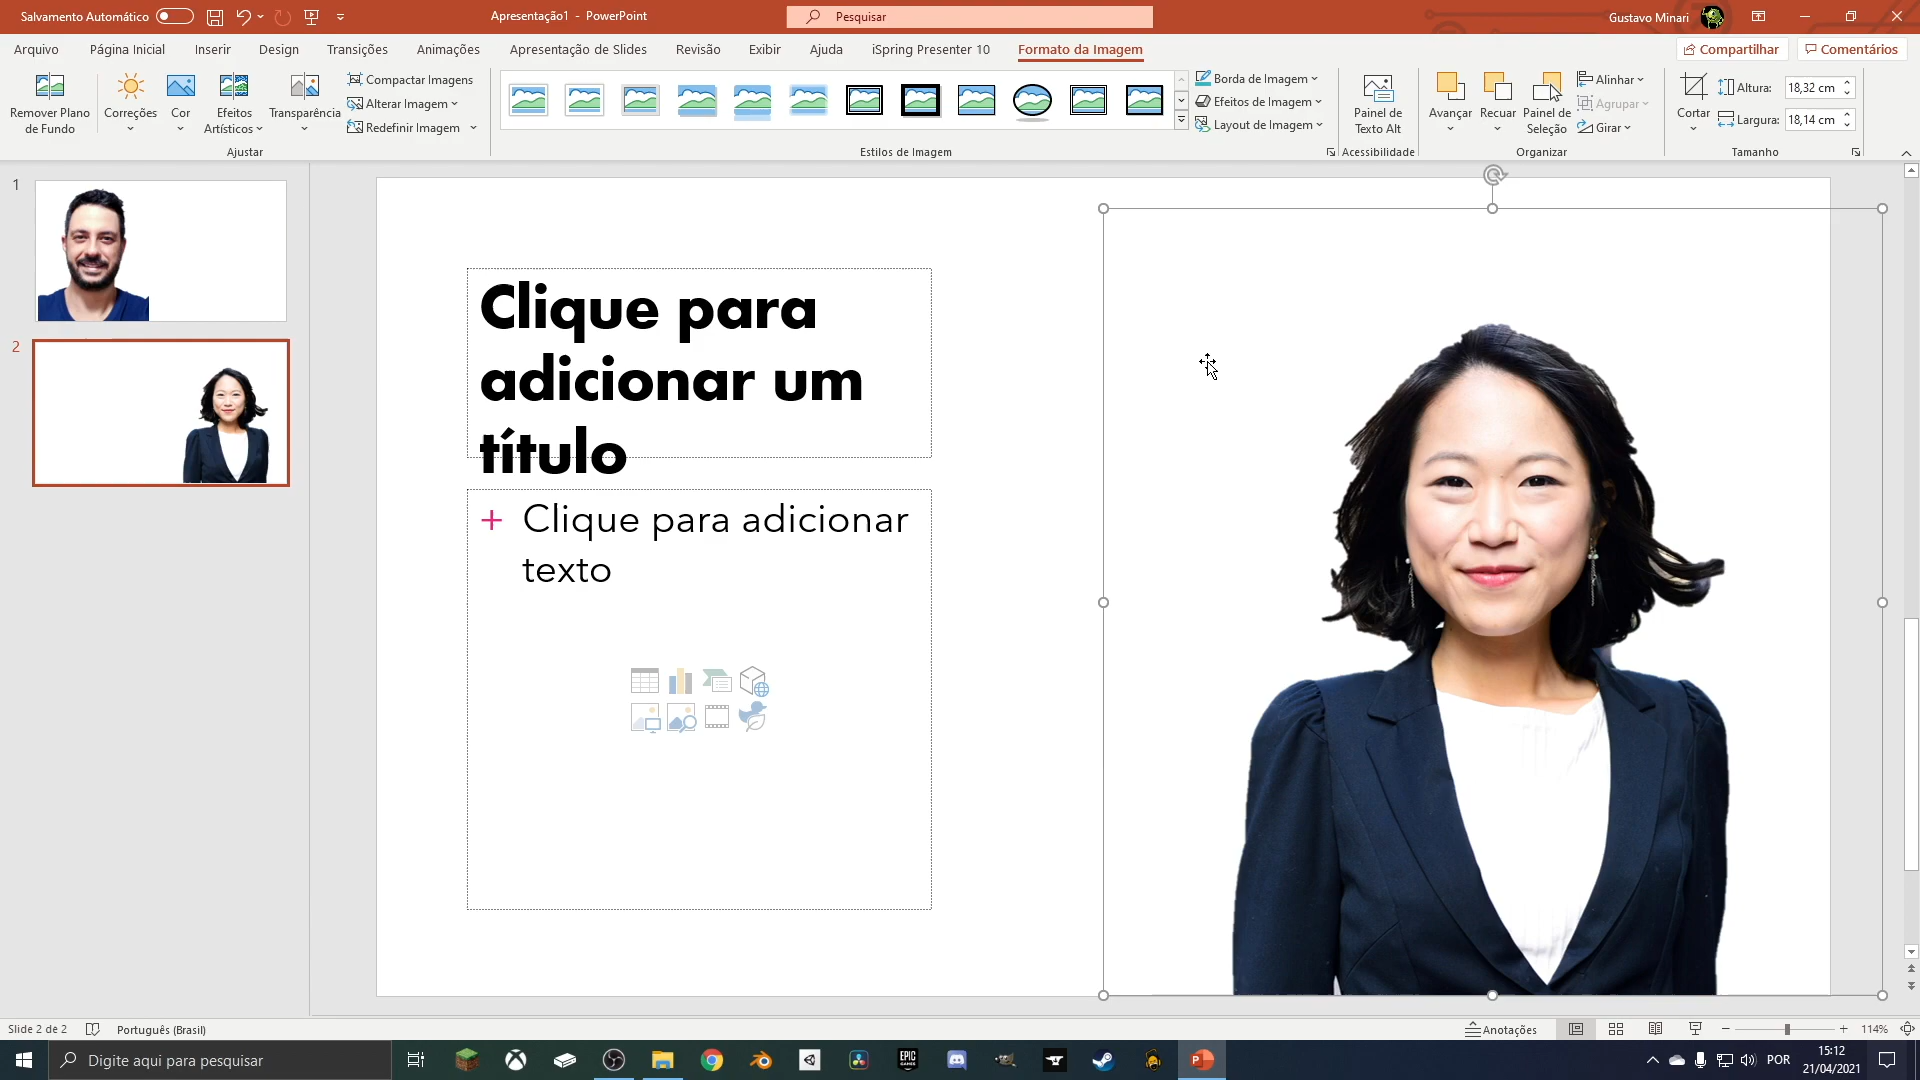 Salvamento Automático
Apresentação1 - PowerPoint
Pesquisar
Gustavo Minari
Arquivo
Página Inicial
Inserir
Design
Transições
Animações
Apresentação de Slides
Revisão
Exibir
Ajuda
iSpring Presenter 10
Formato da Imagem
Compartilhar
Comentários
Remover Plano
de Fundo
Correções
Cor
Efeitos
Artísticos
Transparência
Compactar Imagens
Alterar Imagem
Redefinir Imagem
Ajustar
Estilos de Imagem
Borda de Imagem
Efeitos de Imagem
Layout de Imagem
Painel de
Texto Alt
Acessibilidade
Avançar
Recuar
Painel de
Seleção
Alinhar
Agrupar
Girar
Organizar
Cortar
Altura:
18,32 cm
Largura:
18,14 cm
Tamanho
1
2
Clique para
adicionar um
título
+ Clique para adicionar
texto
Slide 2 de 2
Português (Brasil)
Anotações
114%
Digite aqui para pesquisar
EPIC
GAMES
P
POR
15:12
21/04/2021